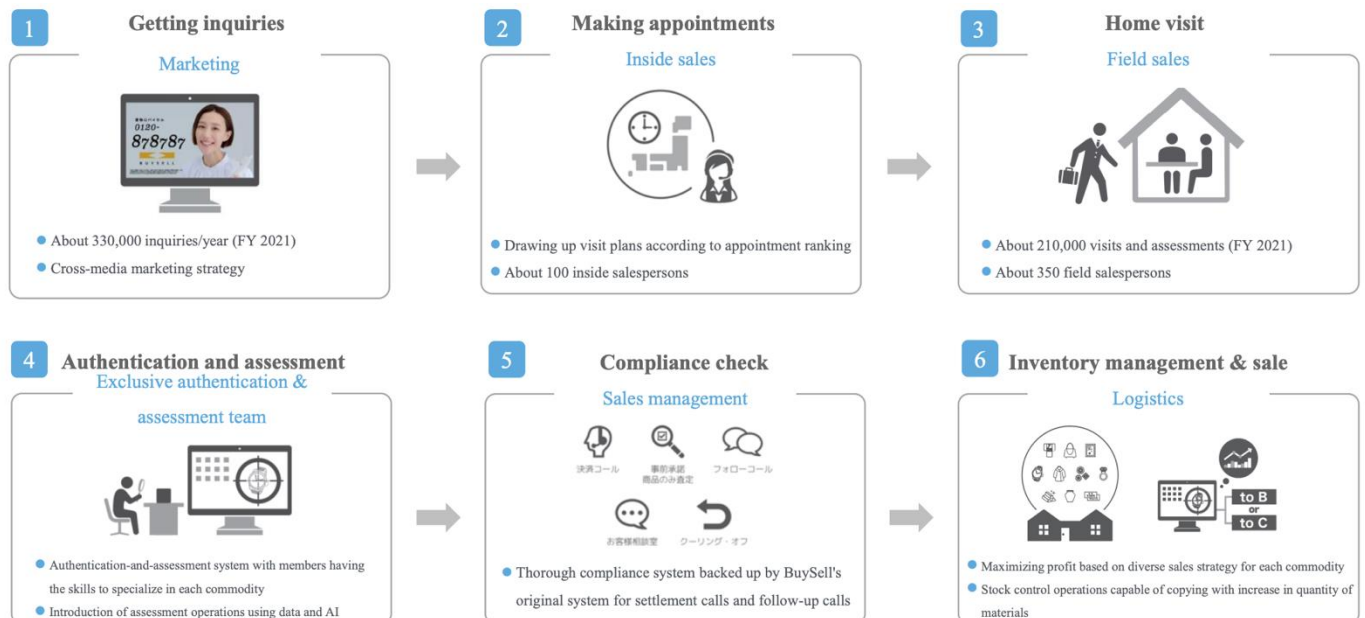 1
Getting inquiries
Marketing
0120-
878787
BUYSELL
About 330,000 inquiries/year (FY 2021)
Cross-media marketing strategy
2
Making appointments
Inside sales
Drawing up visit plans according to appointment ranking
About 100 inside salespersons
3
Home visit
Field sales
About 210,000 visits and assessments (FY 2021)
About 350 field salespersons
4
Authentication and assessment
Exclusive authentication &
assessment team
Authentication-and-assessment system with members having
the skills to specialize in each commodity
Introduction of assessment operations using data and AI
5
Compliance check
Sales management
決済コール
事前承諾
商品のみ査定
フォローコール
お客様相談室
クーリング・オフ
Thorough compliance system backed up by BuySell's
original system for settlement calls and follow-up calls
6
Inventory management & sale
Logistics
to B
or
to C
Maximizing profit based on diverse sales strategy for each commodity
Stock control operations capable of copying with increase in quantity of
materials